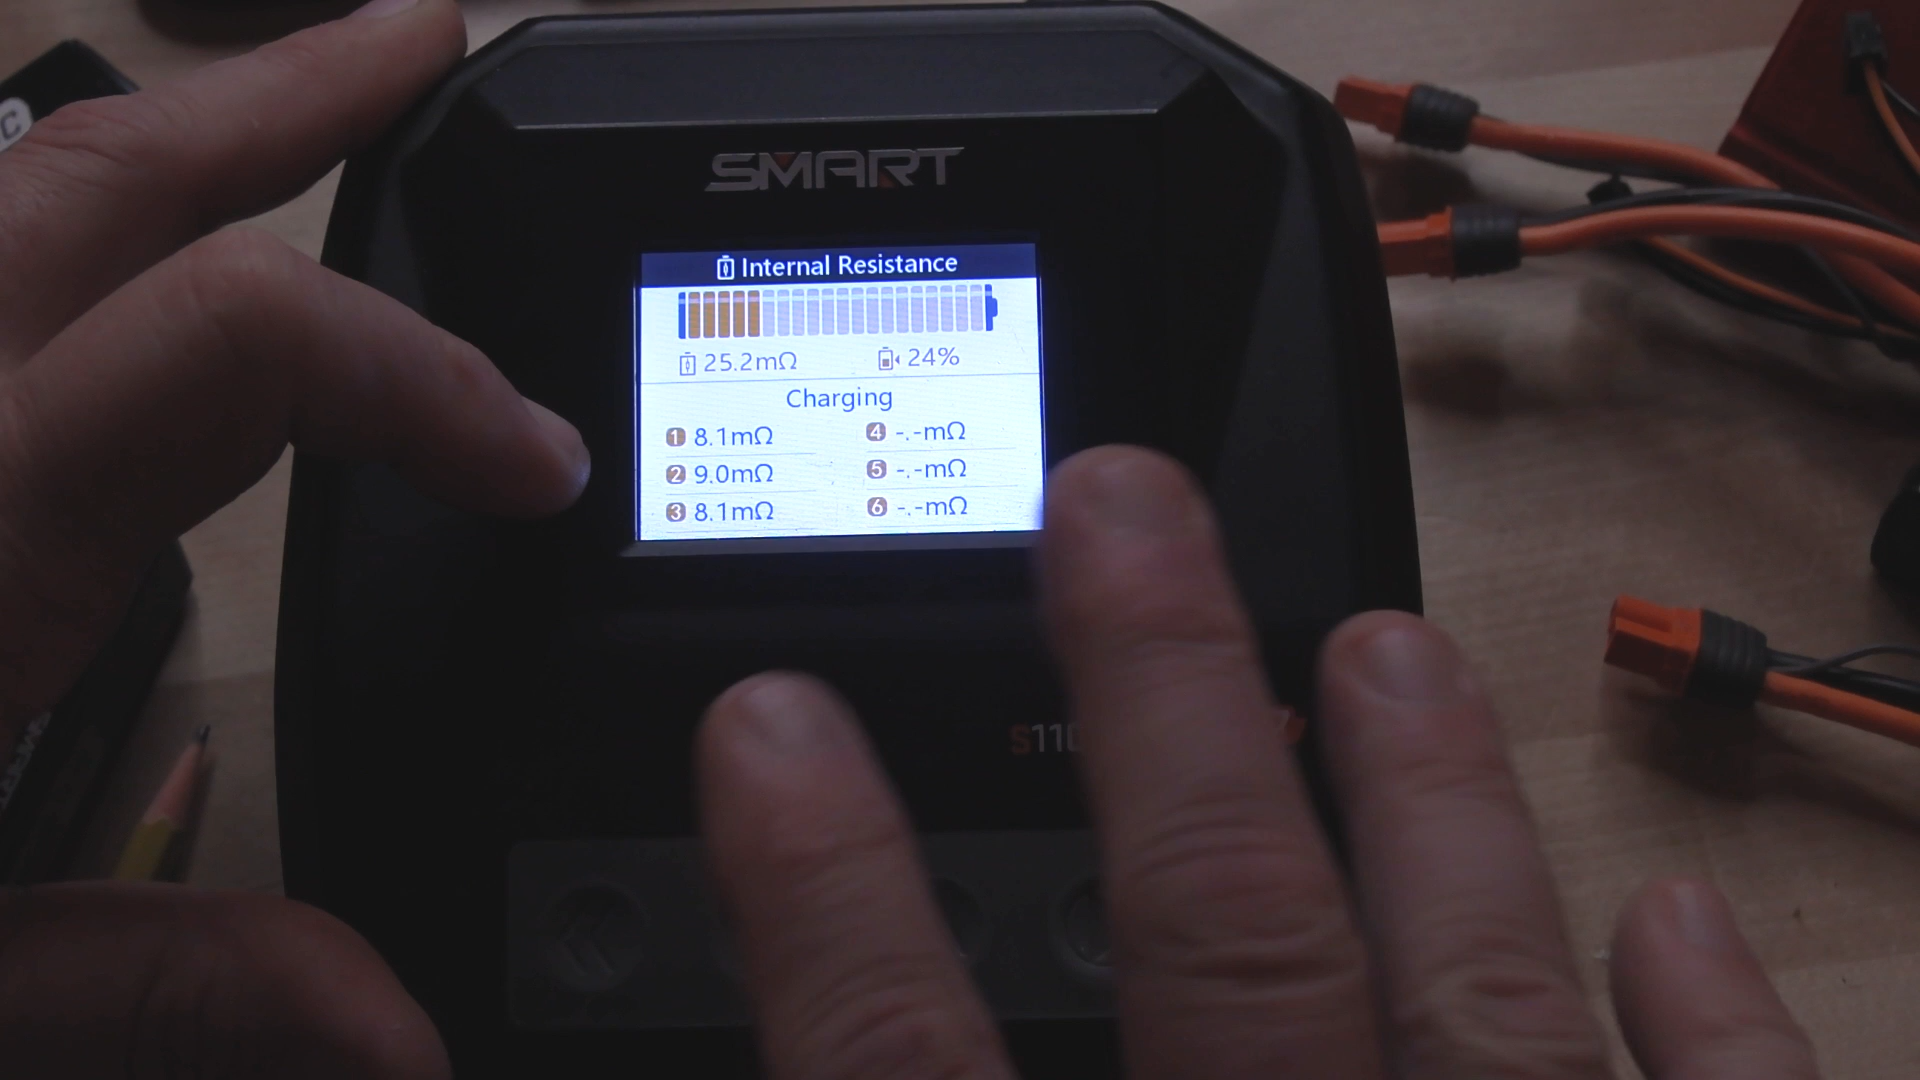 C
SMART
Internal Resistance
25.2mΩ 24%
Charging
1 8.1mΩ 4 -.-mΩ
2 9.0mΩ 5 -.-mΩ
3 8.1mΩ 6 -.-mΩ